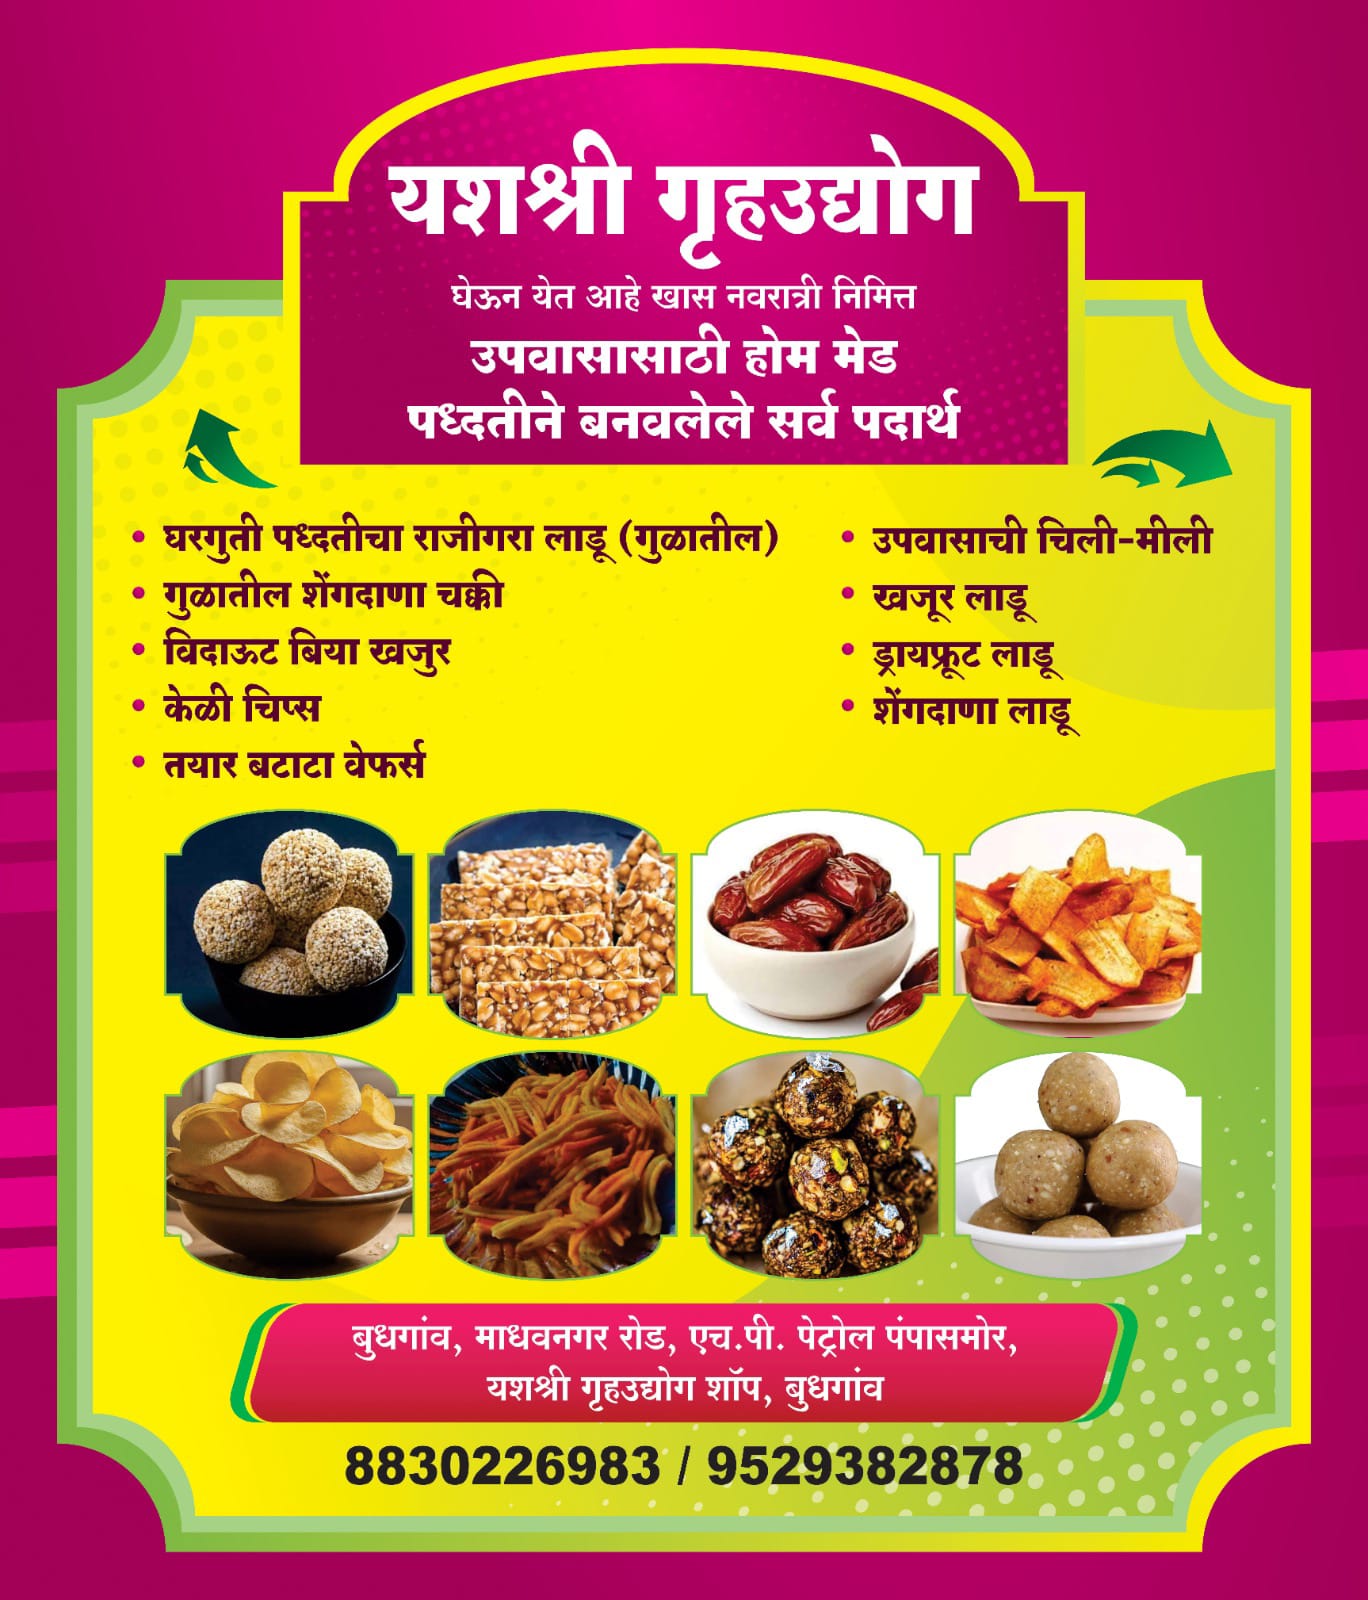 यशश्री गृहउद्योग
घेऊन येत आहे खास नवरात्री निमित्त
उपवासासाठी होम मेड
पध्दतीने बनवलेले सर्व पदार्थ
• घरगुती पध्दतीचा राजीगरा लाडू (गुळातील)
• गुळातील शेंगदाणा चक्की
• विदाऊट बिया खजुर
• केळी चिप्स
• तयार बटाटा वेफर्स
• उपवासाची चिली-मीली
• खजूर लाडू
• ड्रायफ्रूट लाडू
• शेंगदाणा लाडू
बुधगांव, माधवनगर रोड, एच.पी. पेट्रोल पंपासमोर,
यशश्री गृहउद्योग शॉप, बुधगांव
8830226983 / 9529382878